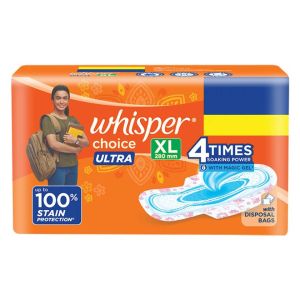 whisper®
choice
ULTRA
XL
280 mm
4 TIMES
SOAKING POWER
WITH MAGIC GEL
up to
100%
STAIN
PROTECTION*
with
DISPOSAL
BAGS